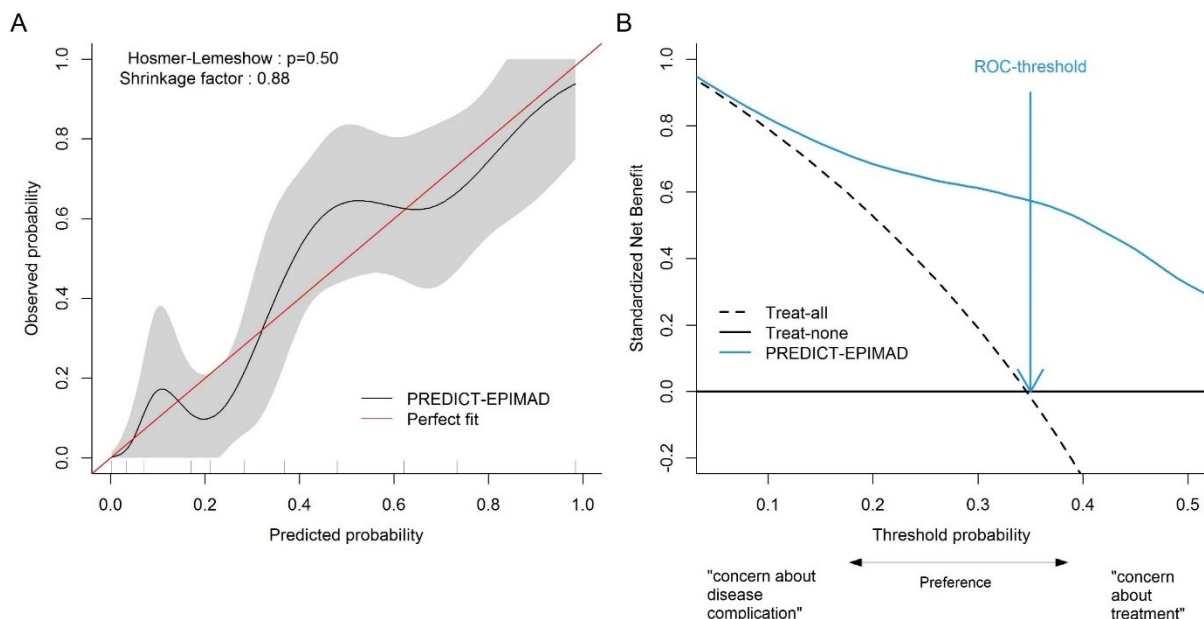 A
Hosmer-Lemeshow : p=0.50
Shrinkage factor : 0.88
Observed probability
1.0
0.8
0.6
0.4
0.2
0.0
PREDICT-EPIMAD
Perfect fit
0.0 0.2 0.4 0.6 0.8 1.0
Predicted probability
B
ROC-threshold
Standardized Net Benefit
1.0
0.8
0.6
0.4
0.2
0.0
-0.2
Treat-all
Treat-none
PREDICT-EPIMAD
0.1 0.2 0.3 0.4 0.5
Threshold probability
"concern about
disease
complication"
Preference
"concern
about
treatment"